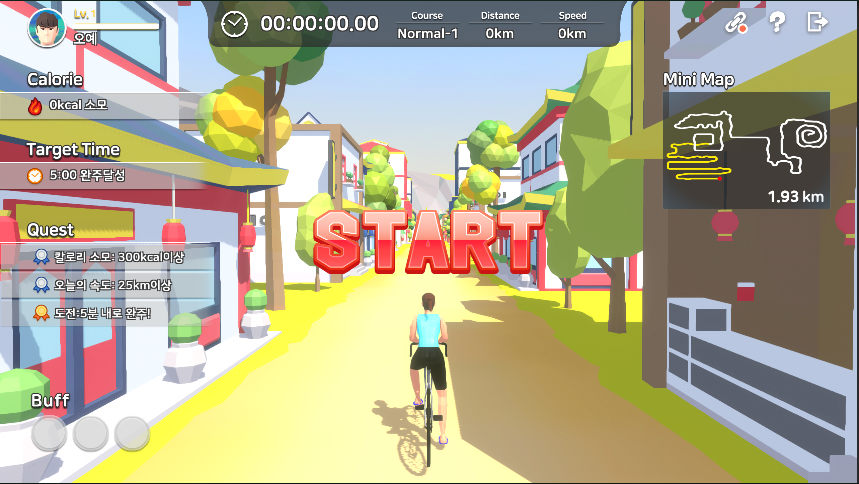 Lv. 1
오예
00:00:00.00
Course
Normal-1
Distance
0km
Speed
0km
?
Calorie
0kcal 소모
Target Time
5:00 완주달성
Quest
칼로리 소모: 300kcal이상
오늘의 속도: 25km이상
도전:5분 내로 완주!
Buff
START
Mini Map
1.93 km